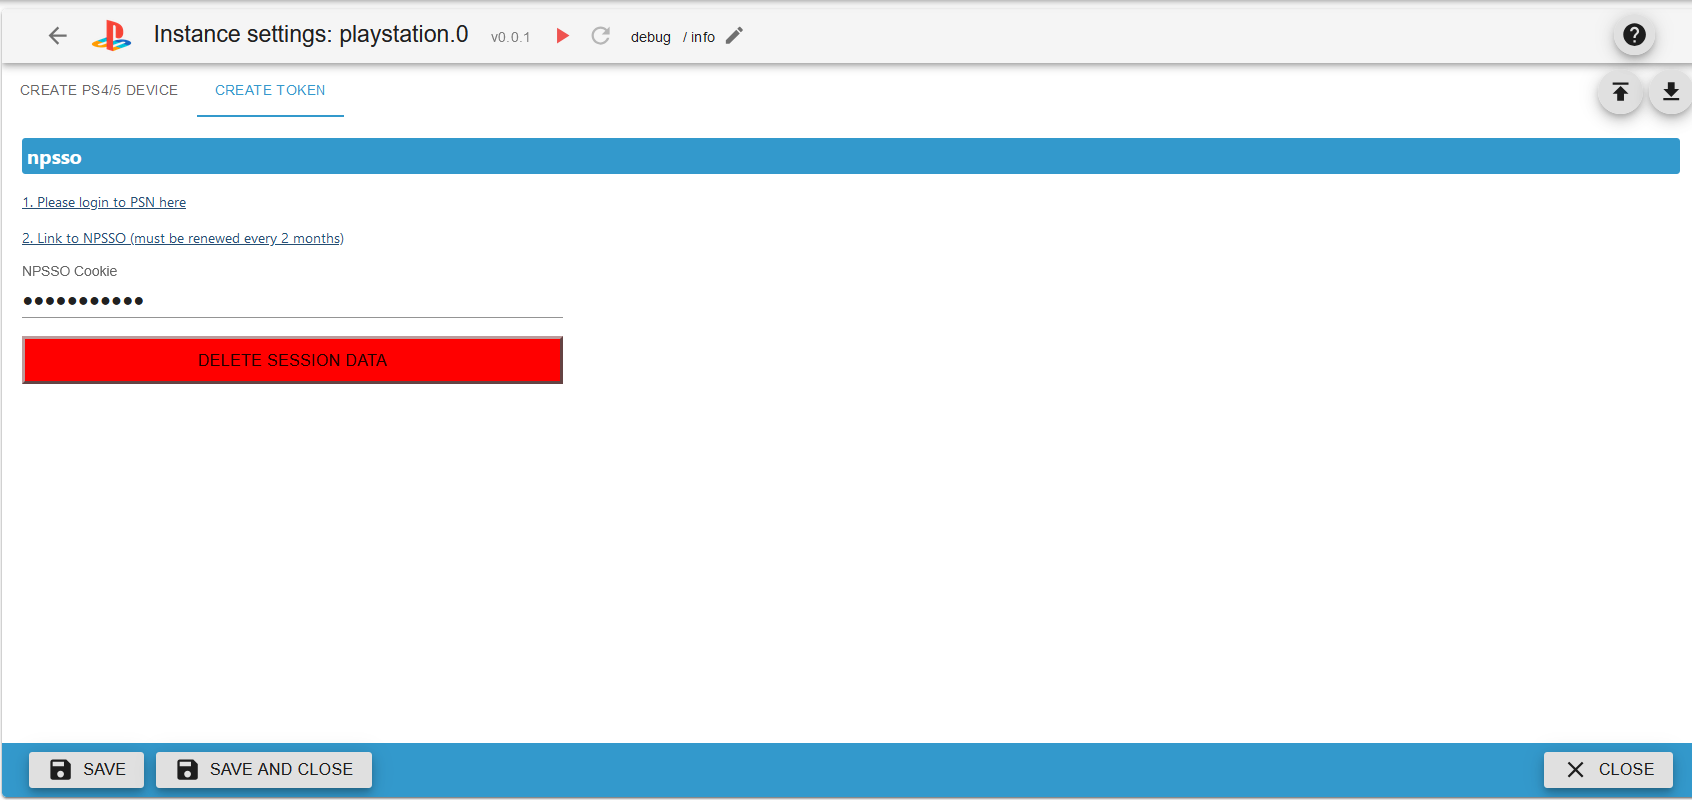 Instance settings: playstation.0 v0.0.1 debug / info
CREATE PS4/5 DEVICE CREATE TOKEN
npsso
1. Please login to PSN here
2. Link to NPSSO (must be renewed every 2 months)
NPSSO Cookie
●●●●●●●●●●●
DELETE SESSION DATA
SAVE SAVE AND CLOSE CLOSE